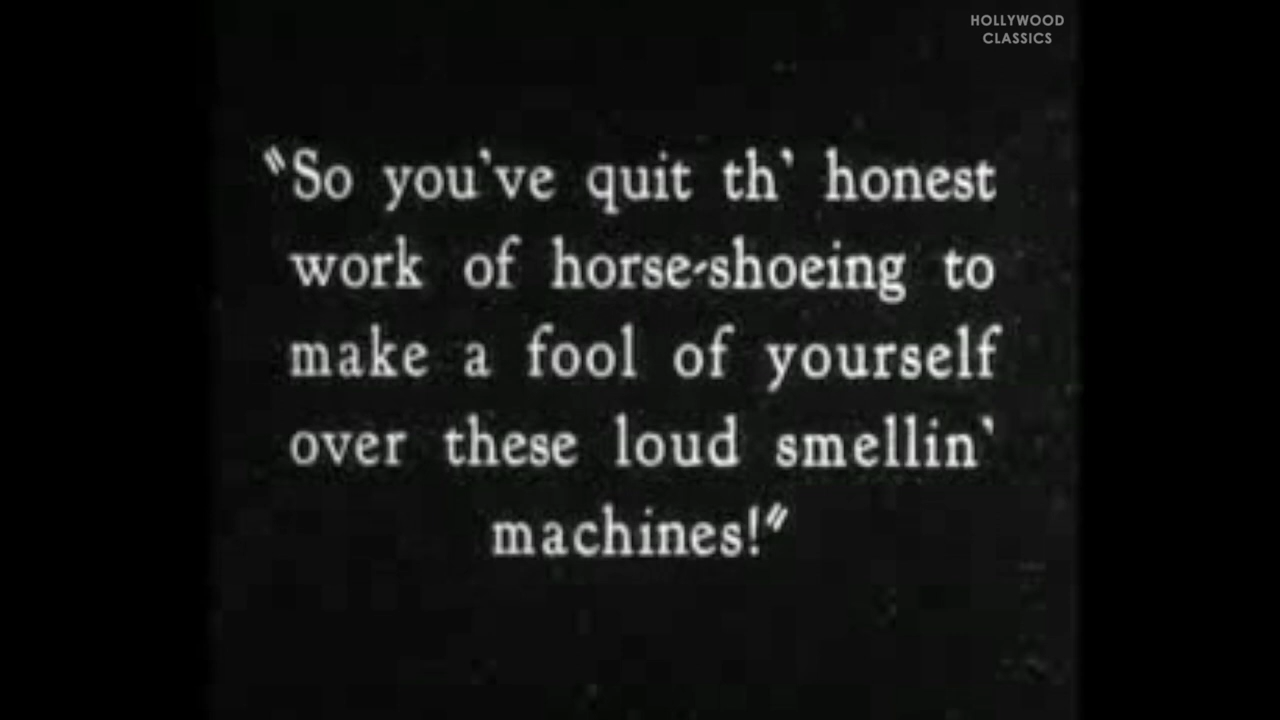 HOLLYWOOD
CLASSICS
"So you've quit th' honest
work of horse-shoeing to
make a fool of yourself
over these loud smellin'
machines!"